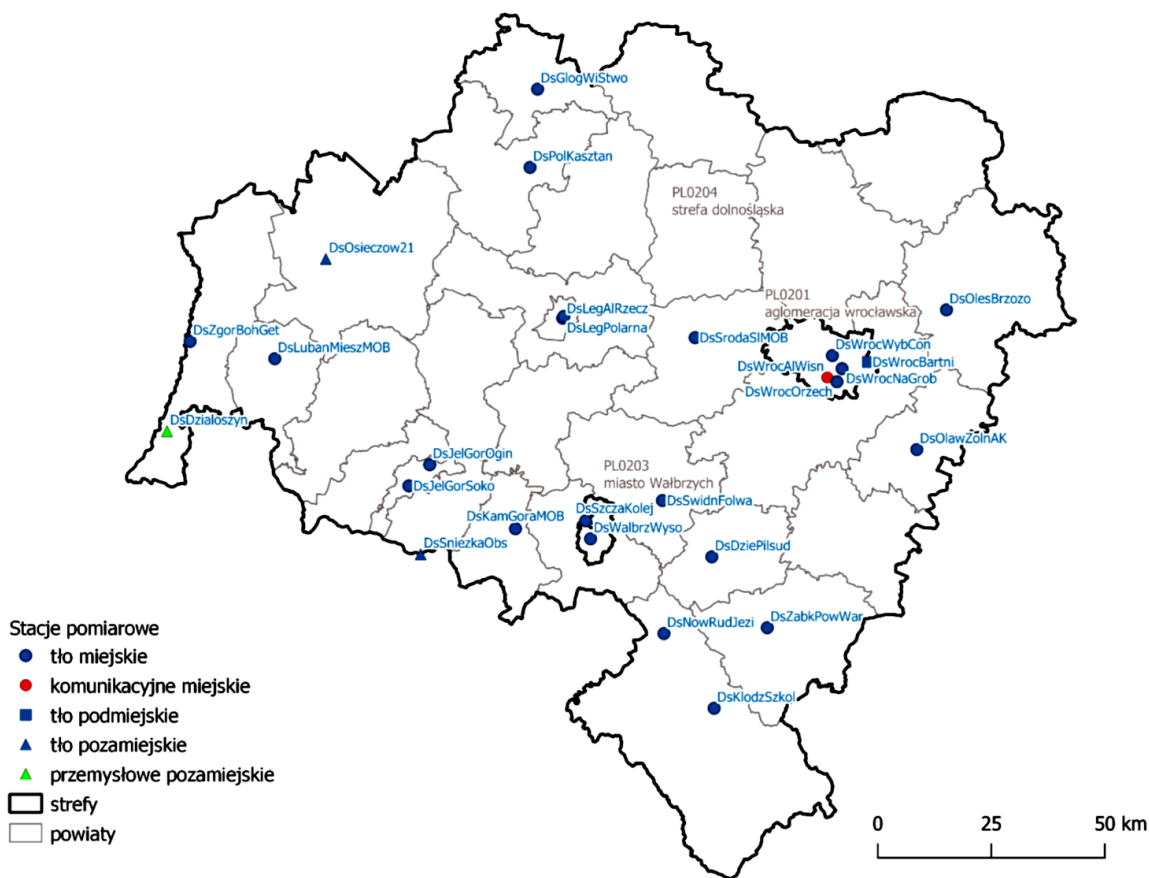 DsGlogWiStwo
DsPolKasztan
PL0204
strefa dolnośląska
DsOsieczow21
PL0201
aglomeracja wrocławska
DsOlesBrzozo
DsLegAlRzecz
DsLegPolarna
DsZgorBohGet
DsLubanMieszMOB
DsSrodaSlMOB
DsWrocWybCon
DsWrocBartni
DsWrocAlWisn
DsWrocNaGrob
DsWrocOrzech
DsDzialoszyn
DsOlawZolnAK
DsJelGorOgin
PL0203
miasto Wałbrzych
DsJelGorSoko
DsSwidnFolwa
DsSzczaKolej
DsKamGoraMOB
DsWalbrzWyso
DsSniezkaObs
DsDziePilsud
DsNowRudJezi
DsZabkPowWar
DsKlodzSzkol
Stacje pomiarowe
tło miejskie
komunikacyjne miejskie
tło podmiejskie
tło pozamiejskie
przemysłowe pozamiejskie
strefy
powiaty
0 25 50 km